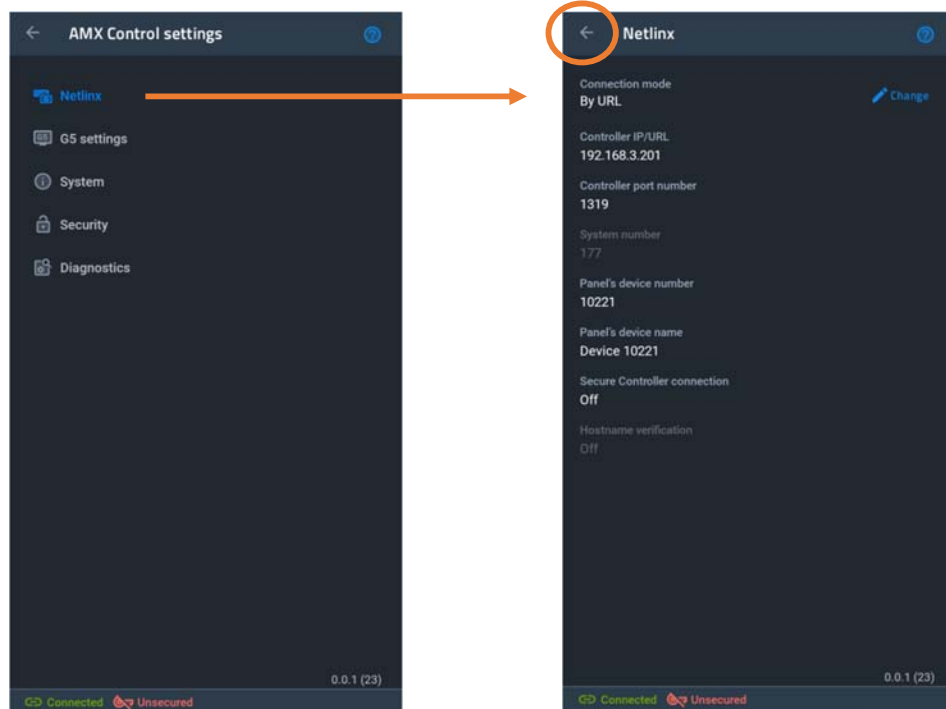 AMX Control settings
Netlinx
G5 settings
System
Security
Diagnostics
0.0.1 (23)
Connected Unsecured
Netlinx
Connection mode
By URL
Change
Controller IP/URL
192.168.3.201
Controller port number
1319
System number
177
Panel's device number
10221
Panel's device name
Device 10221
Secure Controller connection
Off
Hostname verification
Off
0.0.1 (23)
Connected Unsecured